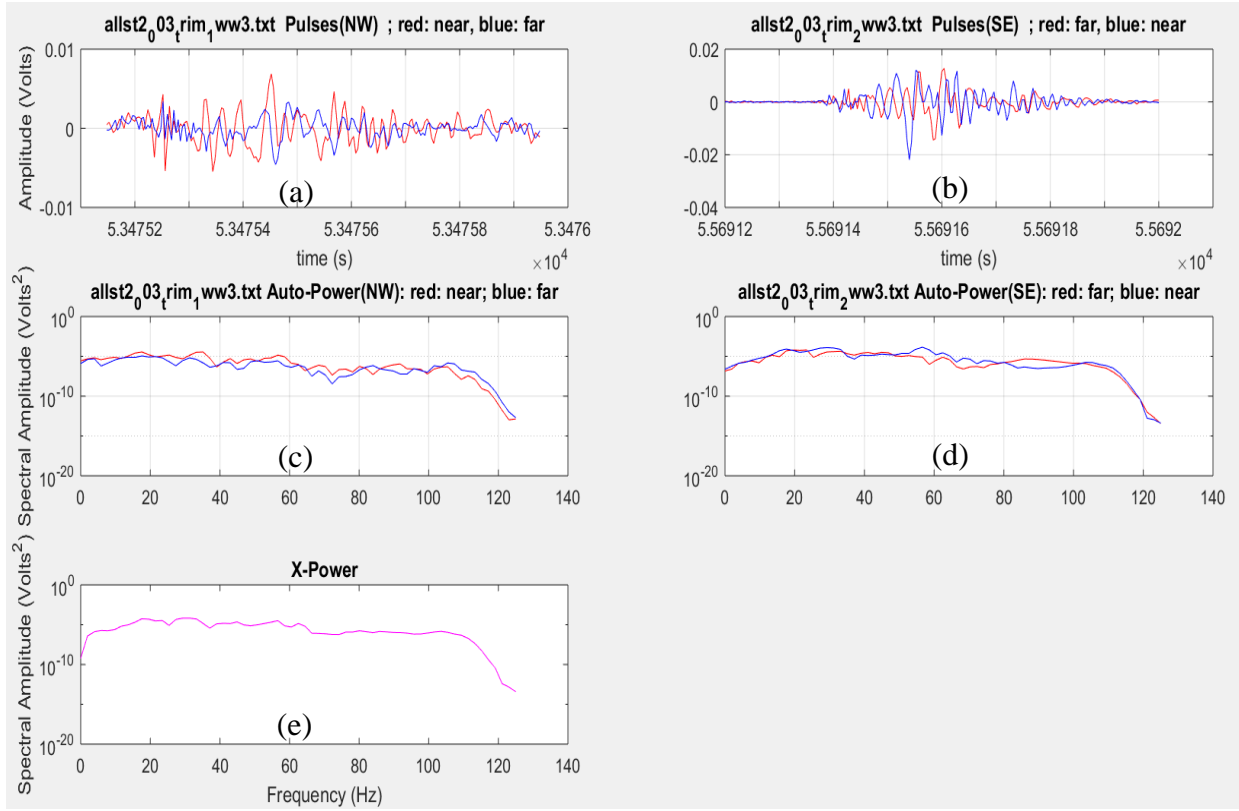 allst2_0 03_t rim_1 ww3.txt Pulses(NW) ; red: near, blue: far
Amplitude (Volts)
0.01
0
-0.01
5.34752 5.34754 5.34756 5.34758 5.3476
time (s)
×10^4
(a)
allst2_0 03_t rim_2 ww3.txt Pulses(SE) ; red: far, blue: near
0.02
0
-0.02
-0.04
5.56912 5.56914 5.56916 5.56918 5.5692
time (s)
×10^4
(b)
allst2_0 03_t rim_1 ww3.txt Auto-Power(NW): red: near; blue: far
Spectral Amplitude (Volts^2)
10^0
10^-10
10^-20
0 20 40 60 80 100 120 140
(c)
allst2_0 03_t rim_2 ww3.txt Auto-Power(SE): red: far; blue: near
10^0
10^-10
10^-20
0 20 40 60 80 100 120 140
(d)
X-Power
Spectral Amplitude (Volts^2)
10^0
10^-10
10^-20
0 20 40 60 80 100 120 140
Frequency (Hz)
(e)